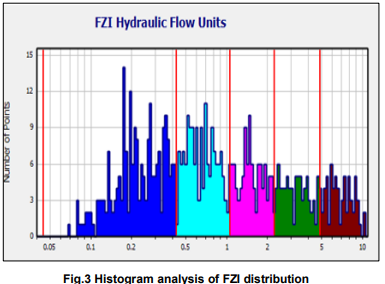 FZI Hydraulic Flow Units
Number of Points
15
12
9
6
3
0
0.05 0.1 0.2 0.5 1 2 5 10
Fig.3 Histogram analysis of FZI distribution